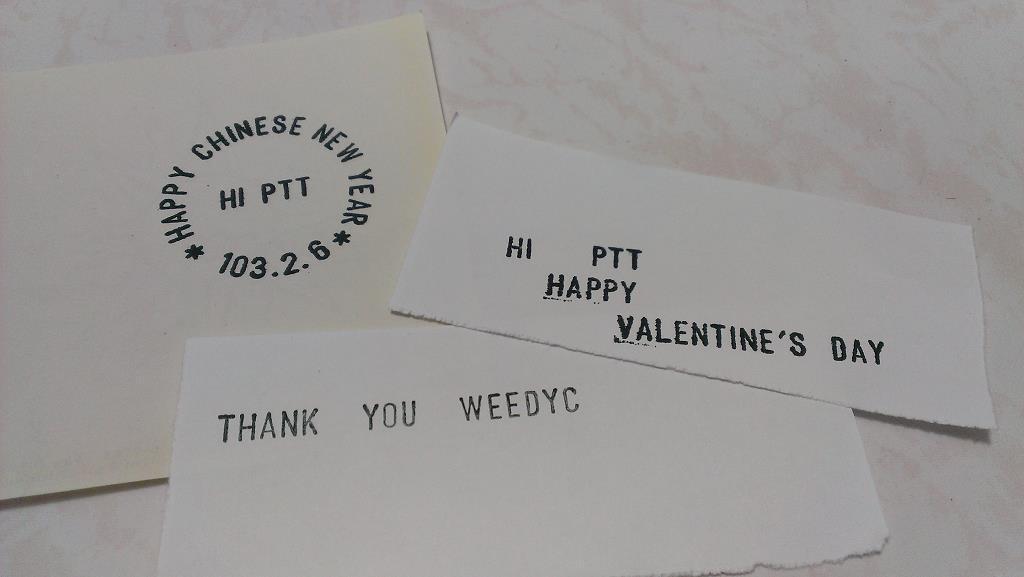 * HAPPY CHINESE NEW YEAR *
HI PTT
103.2.6
HI PTT
HAPPY
VALENTINE'S DAY
THANK YOU WEEDYC